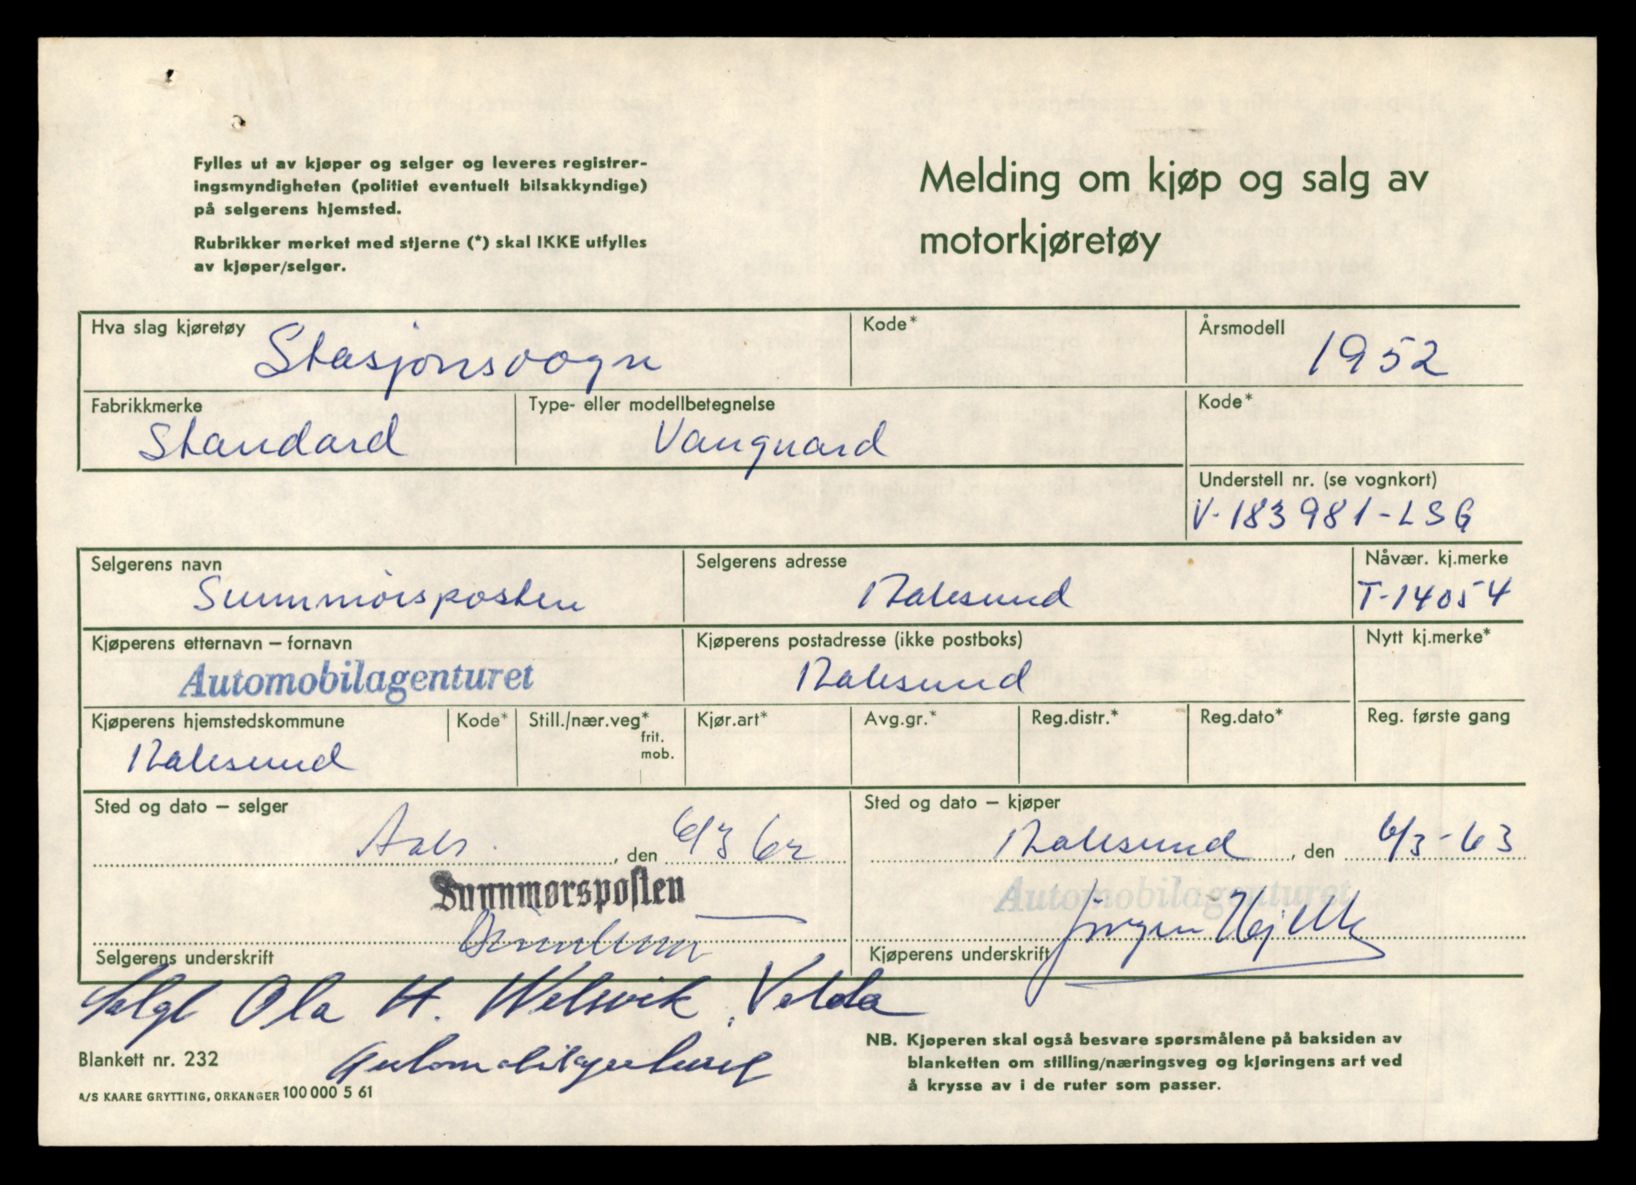 Fylles ut av kjøper og selger og leveres registrer-
ingsmyndigheten (politiet eventuelt bilsakkyndige)
på selgerens hjemsted.
Rubrikker merket med stjerne (*) skal IKKE utfylles
av kjøper/selger.
Melding om kjøp og salg av
motorkjøretøy
Hva slag kjøretøy
Stasjonsvogn
Kode*
Årsmodell
1952
Fabrikkmerke
Standard
Type- eller modellbetegnelse
Vanguard
Kode*
Understell nr. (se vognkort)
V-183981-LSG
Selgerens navn
Sunnmørsposten
Selgerens adresse
Aalesund
Nåvær. kj.merke
T-14054
Kjøperens etternavn – fornavn
Automobilagenturet
Kjøperens postadresse (ikke postboks)
Aalesund
Nytt kj.merke*
Kjøperens hjemstedskommune
Aalesund
Kode*
Still./nær.veg*
frit.
mob.
Kjør.art*
Avg.gr.*
Reg.distr.*
Reg.dato*
Reg. første gang
Sted og dato – selger
, den 6/3 62
Sunnmørsposten
Selgerens underskrift
Sted og dato – kjøper
Aalesund, den 6/3-63
Automobilagenturet
Kjøperens underskrift
Jørgen
Solgt Ola H. Welsvik, Volda
Automobilagenturet
Blankett nr. 232
A/S KAARE GRYTTING, ORKANGER 100 000 5 61
NB. Kjøperen skal også besvare spørsmålene på baksiden av
blanketten om stilling/næringsveg og kjøringens art ved
å krysse av i de ruter som passer.